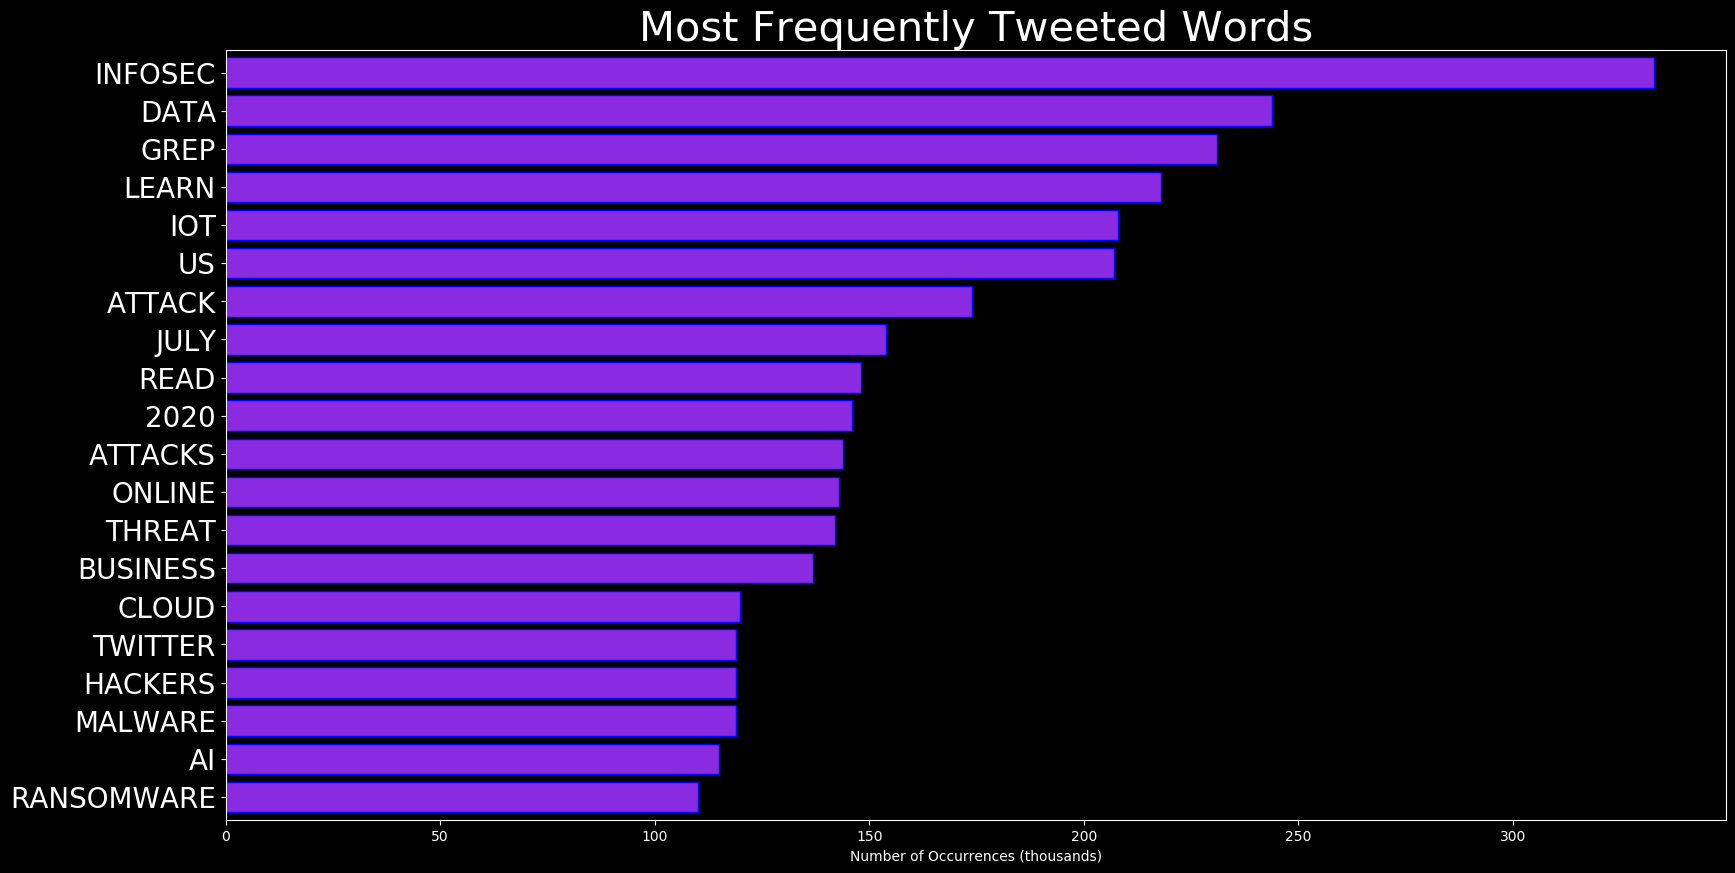 Most Frequently Tweeted Words
INFOSEC
DATA
GREP
LEARN
IOT
US
ATTACK
JULY
READ
2020
ATTACKS
ONLINE
THREAT
BUSINESS
CLOUD
TWITTER
HACKERS
MALWARE
AI
RANSOMWARE
0 50 100 150 200 250 300
Number of Occurrences (thousands)